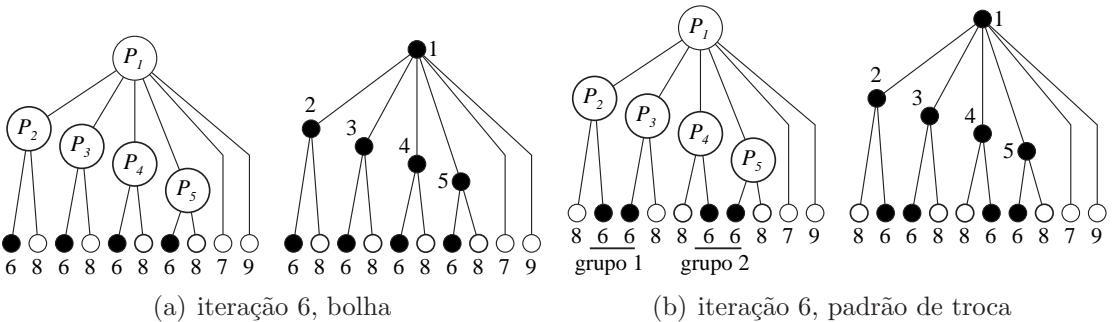 P1
P2
P3
P4
P5
6 8 6 8 6 8 6 8 7 9
1
2
3
4
5
6 8 6 8 6 8 6 8 7 9
(a) iteração 6, bolha
P1
P2
P3
P4
P5
8 6 6 8 8 6 6 8 7 9
grupo 1 grupo 2
1
2
3
4
5
8 6 6 8 8 6 6 8 7 9
(b) iteração 6, padrão de troca